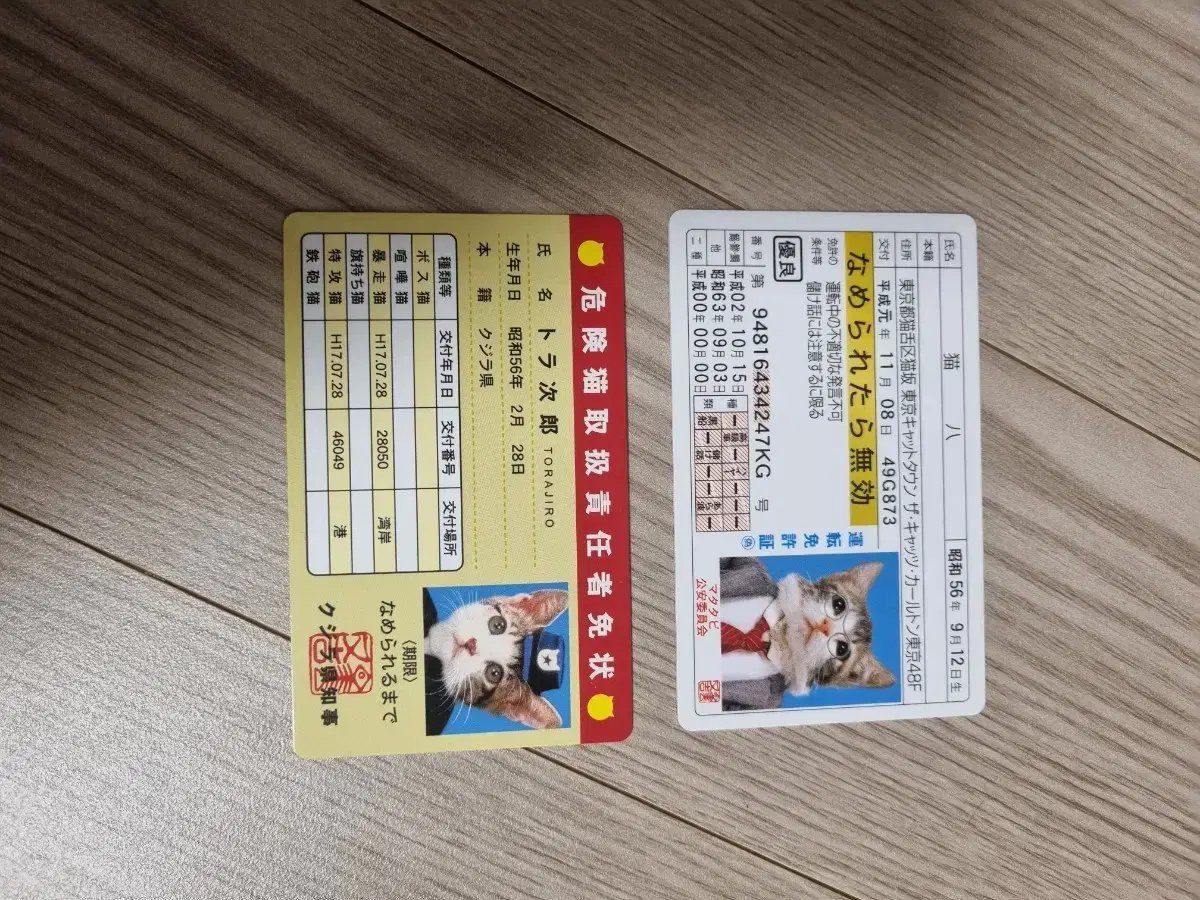 危険猫取扱責任者免状
氏名 トラ次郎 TORAJIRO
生年月日 昭和56年 2月 28日
本籍 クジラ県
種類等 交付年月日 交付番号 交付場所
ボス猫
喧嘩猫
暴走猫 H17.07.28 28050 湾岸
旗持ち猫
特攻猫 H17.07.28 46049 港
鉄砲猫
〈期限〉
なめられるまで
クジラ県知事
氏名 猫 八 昭和56年 9月12日生
本籍
住所 東京都猫舌区猫坂 東京キャットタウン ザ・キャッツ・カールトン東京48F
交付 平成元年 11月 08日 49G873
なめられたら無効
免許の
条件等
運転中の不適切な発言不可
儲け話には注意するに限る
優良
番号 第 9481643434247KG 号
平成02年 10月 15日
他 昭和63年 09月 03日
二種 平成00年 00月 00日
種類
運転免許証
マタタビ
公安委員会